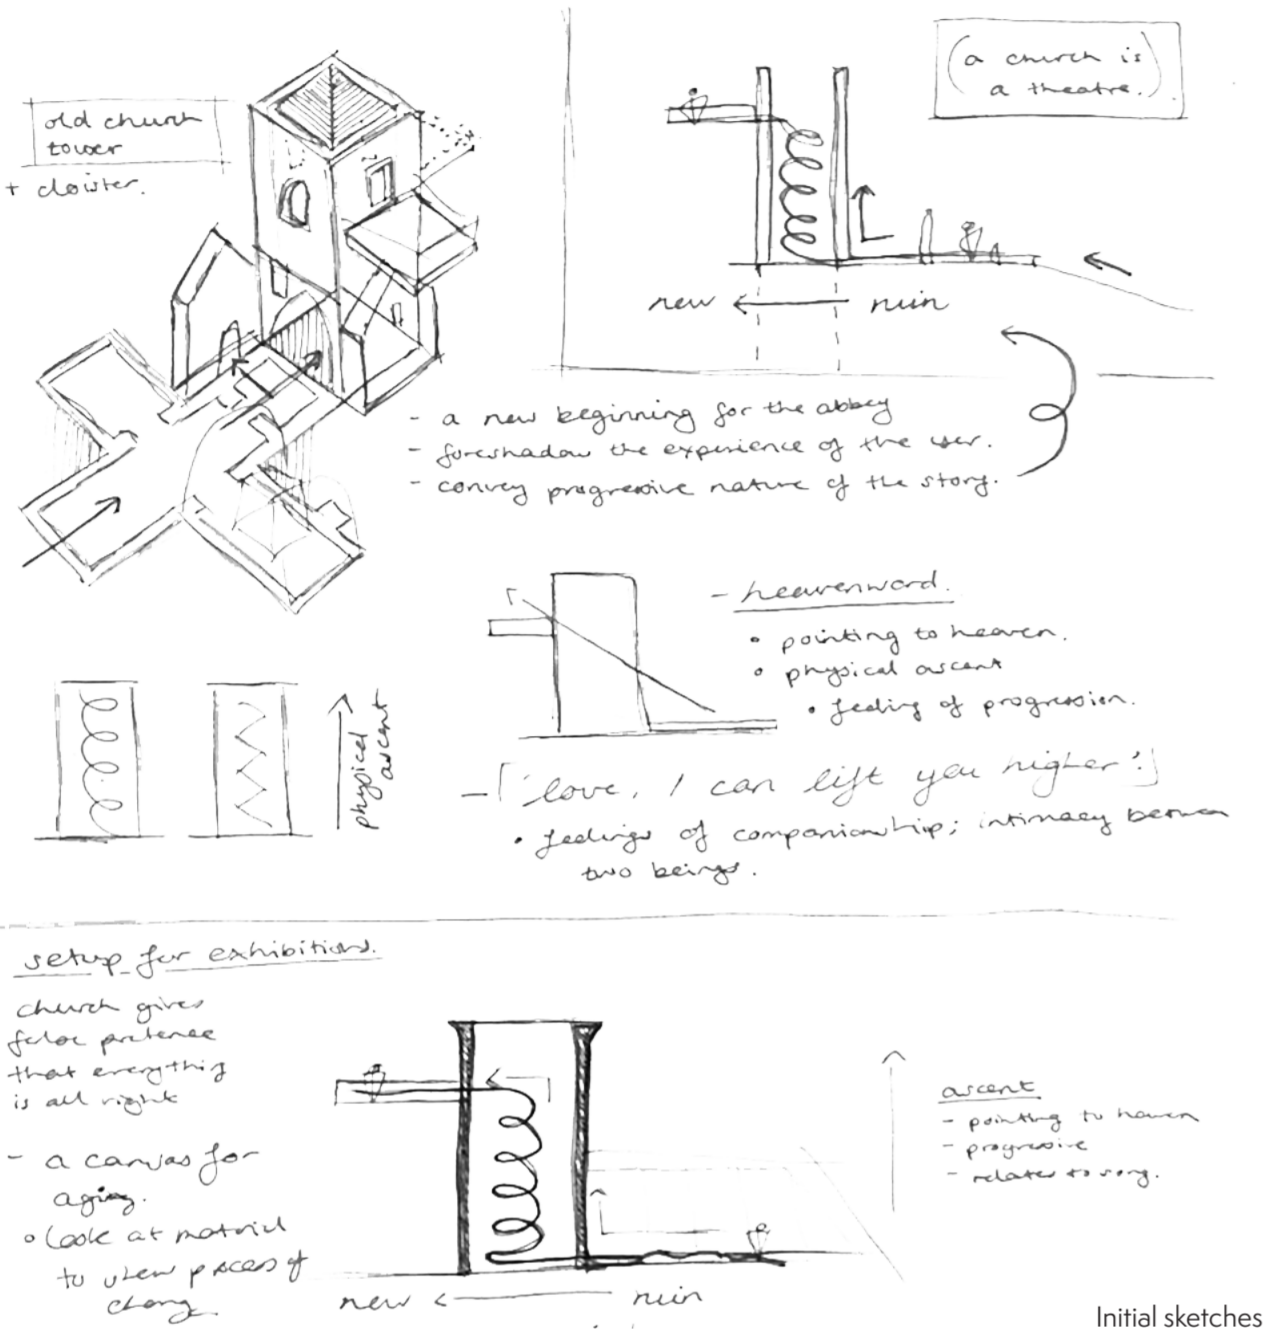 old church
tower
+ cloister.
(a church is
a theatre.)
new ← ruin
- a new beginning for the abbey
- foreshadow the experience of the user.
- convey progressive nature of the story.
- heavenward.
• pointing to heaven.
• physical ascent
• feeling of progression.
physical
ascent
- ['love, I can lift you higher'.]
• feelings of companionship; intimacy between
two beings.
setup for exhibitions.
church gives
false pretence
that everything
is all right
- a canvas for
aging.
• look at material
to view process of
change
new ← ruin
ascent
- pointing to heaven
- progressive
- relates to song.
Initial sketches